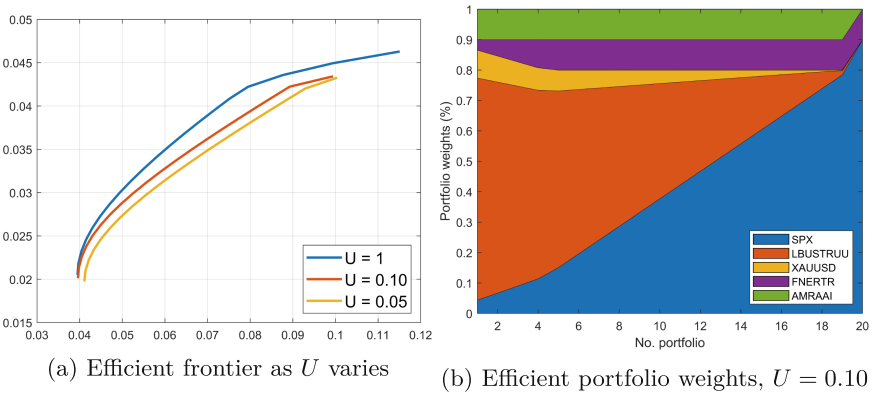 0.05
0.045
0.04
0.035
0.03
0.025
0.02
0.015
0.03 0.04 0.05 0.06 0.07 0.08 0.09 0.1 0.11 0.12
U = 1
U = 0.10
U = 0.05
(a) Efficient frontier as U varies
Portfolio weights (%)
1
0.9
0.8
0.7
0.6
0.5
0.4
0.3
0.2
0.1
0
2 4 6 8 10 12 14 16 18 20
No. portfolio
SPX
LBUSTRUU
XAUUSD
FNERTR
AMRAAI
(b) Efficient portfolio weights, U = 0.10